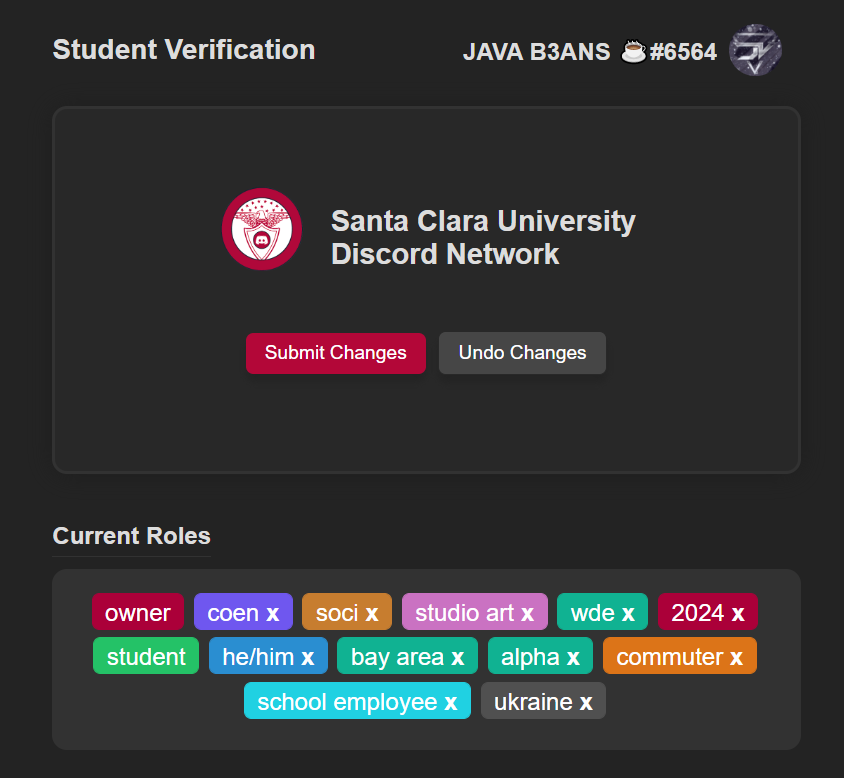 Student Verification
JAVA B3ANS ☕#6564
Santa Clara University
Discord Network
Submit Changes
Undo Changes
Current Roles
owner coen x soci x studio art x wde x 2024 x
student he/him x bay area x alpha x commuter x
school employee x ukraine x